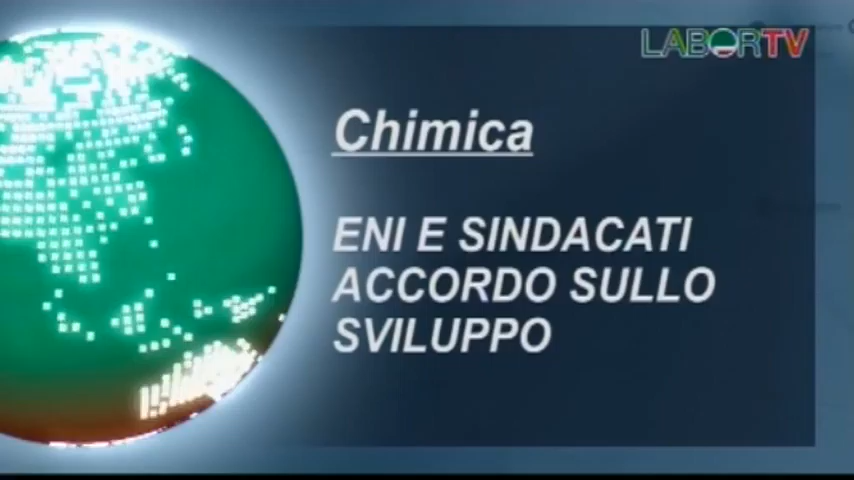 LABORTV
Chimica
ENI E SINDACATI
ACCORDO SULLO
SVILUPPO